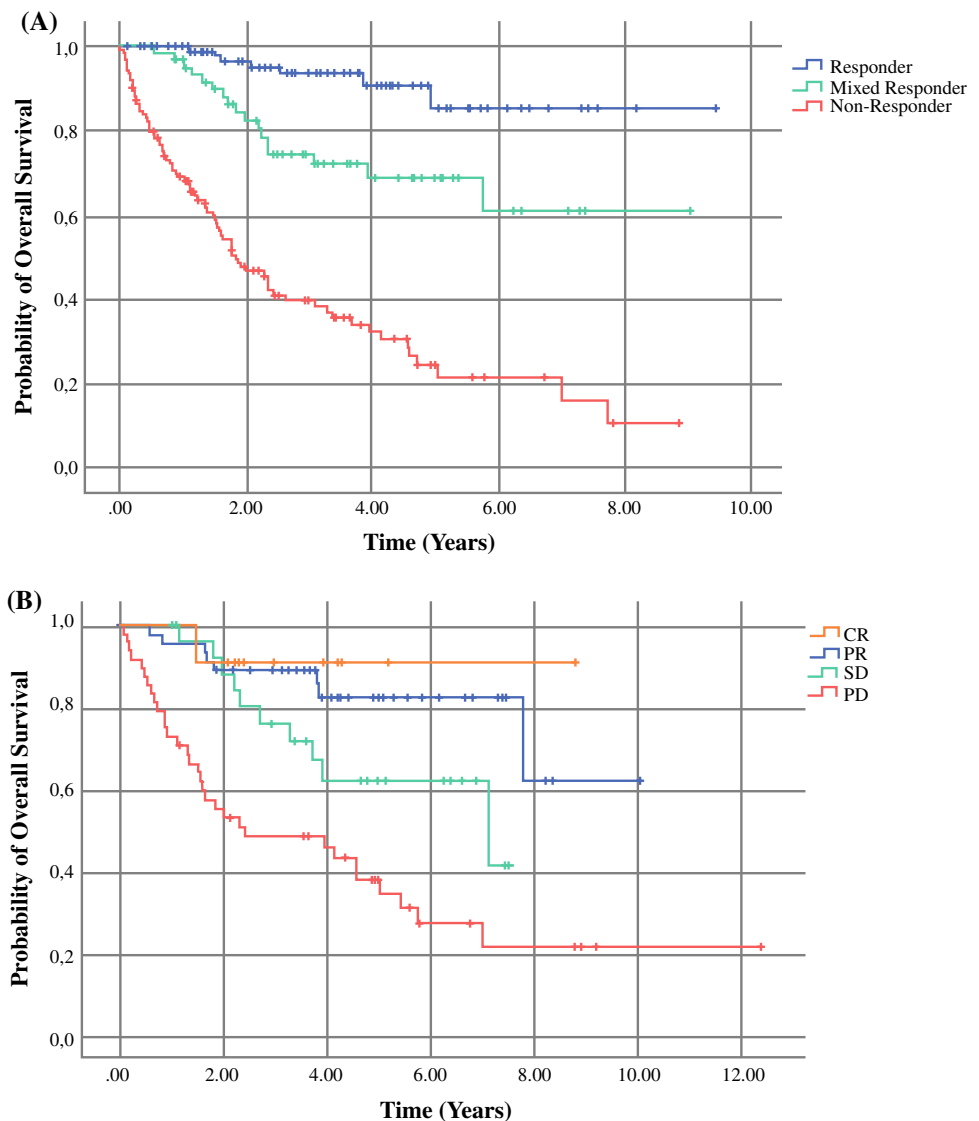 (A)
Probability of Overall Survival
1,0
0,8
0,6
0,4
0,2
0,0
.00 2.00 4.00 6.00 8.00 10.00
Time (Years)
Responder
Mixed Responder
Non-Responder
(B)
Probability of Overall Survival
1,0
0,8
0,6
0,4
0,2
0,0
.00 2.00 4.00 6.00 8.00 10.00 12.00
Time (Years)
CR
PR
SD
PD